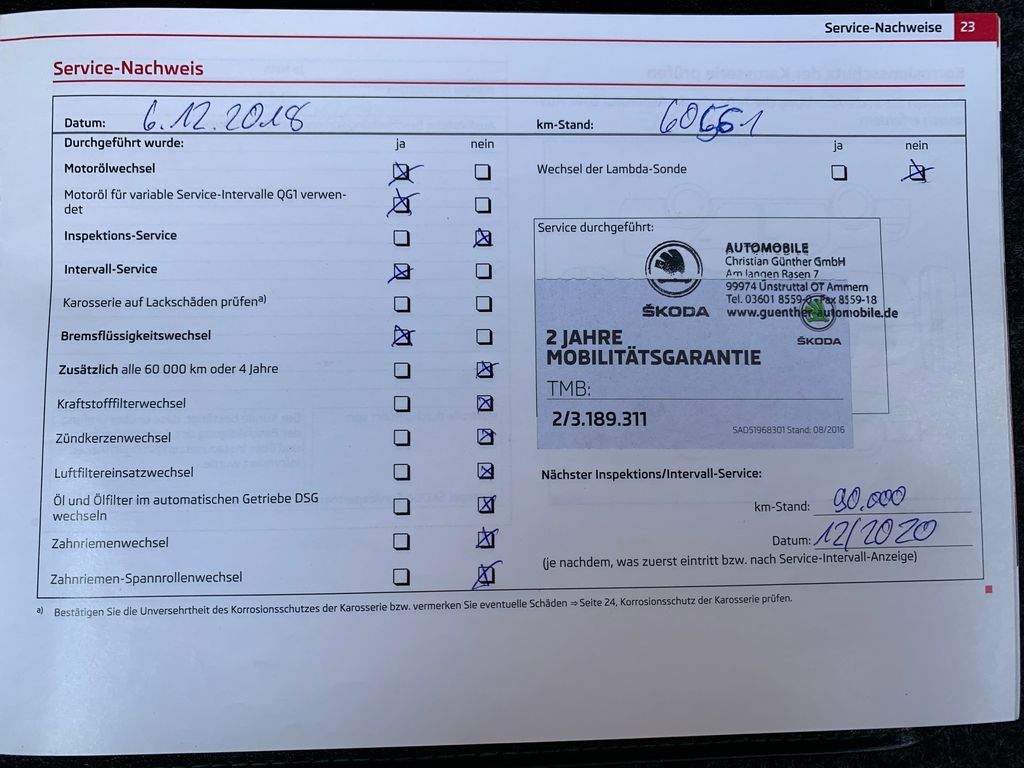 Service-Nachweise 23
Service-Nachweis
Datum: 6.12.2018
km-Stand: 60661
Durchgeführt wurde: ja nein
ja nein
Motorölwechsel
Wechsel der Lambda-Sonde
Motoröl für variable Service-Intervalle QG1 verwen-
det
Inspektions-Service
Intervall-Service
Karosserie auf Lackschäden prüfena)
Bremsflüssigkeitswechsel
Zusätzlich alle 60 000 km oder 4 Jahre
Kraftstofffilterwechsel
Zündkerzenwechsel
Luftfiltereinsatzwechsel
Öl und Ölfilter im automatischen Getriebe DSG
wechseln
Zahnriemenwechsel
Zahnriemen-Spannrollenwechsel
Service durchgeführt:
ŠKODA
AUTOMOBILE
Christian Günther GmbH
Am langen Rasen 7
99974 Unstruttal OT Ammern
Tel. 03601 8559-0 - Fax 8559-18
www.guenther-automobile.de
ŠKODA
2 JAHRE
MOBILITÄTSGARANTIE
TMB:
2/3.189.311
SAD51968301 Stand: 08/2016
Nächster Inspektions/Intervall-Service:
km-Stand: 90.000
Datum: 12/2020
(je nachdem, was zuerst eintritt bzw. nach Service-Intervall-Anzeige)
a) Bestätigen Sie die Unversehrtheit des Korrosionsschutzes der Karosserie bzw. vermerken Sie eventuelle Schäden ⇒ Seite 24, Korrosionsschutz der Karosserie prüfen.